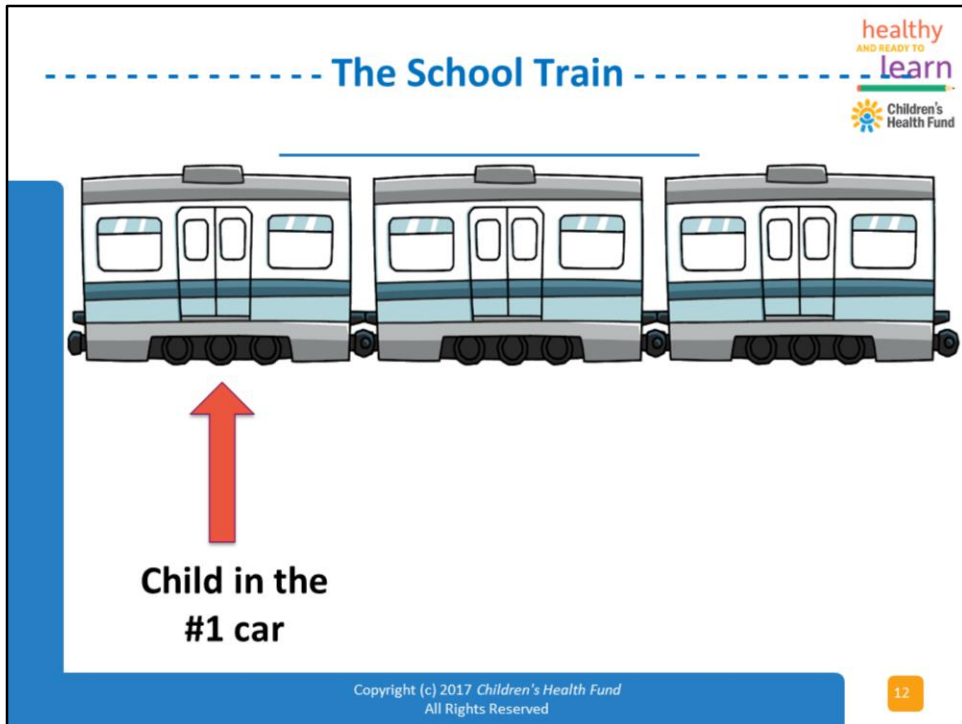 The School Train
healthy
AND READY TO
learn
Children's
Health Fund
Child in the
#1 car
Copyright (c) 2017 Children's Health Fund
All Rights Reserved
12